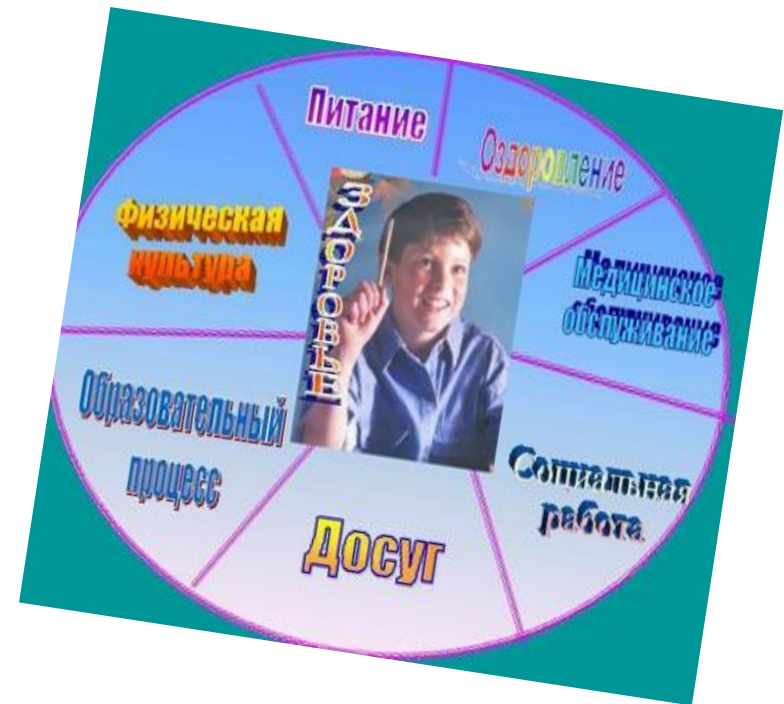 Питание
Оздоровление
Медицинское
обслуживание
Социальная
работа
Досуг
Образовательный
процесс
Физическая
культура
ЗДОРОВЬЕ